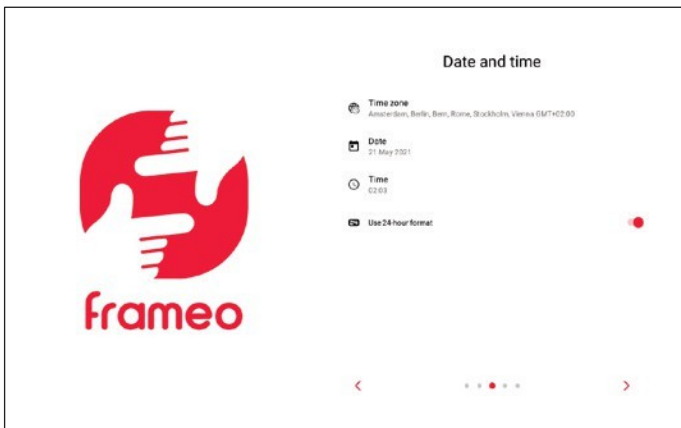 Date and time
Time zone
Amsterdam, Berlin, Bern, Rome, Stockholm, Vienna GMT+02:00
Date
21 May 2021
Time
02:03
Use 24-hour format
frameo